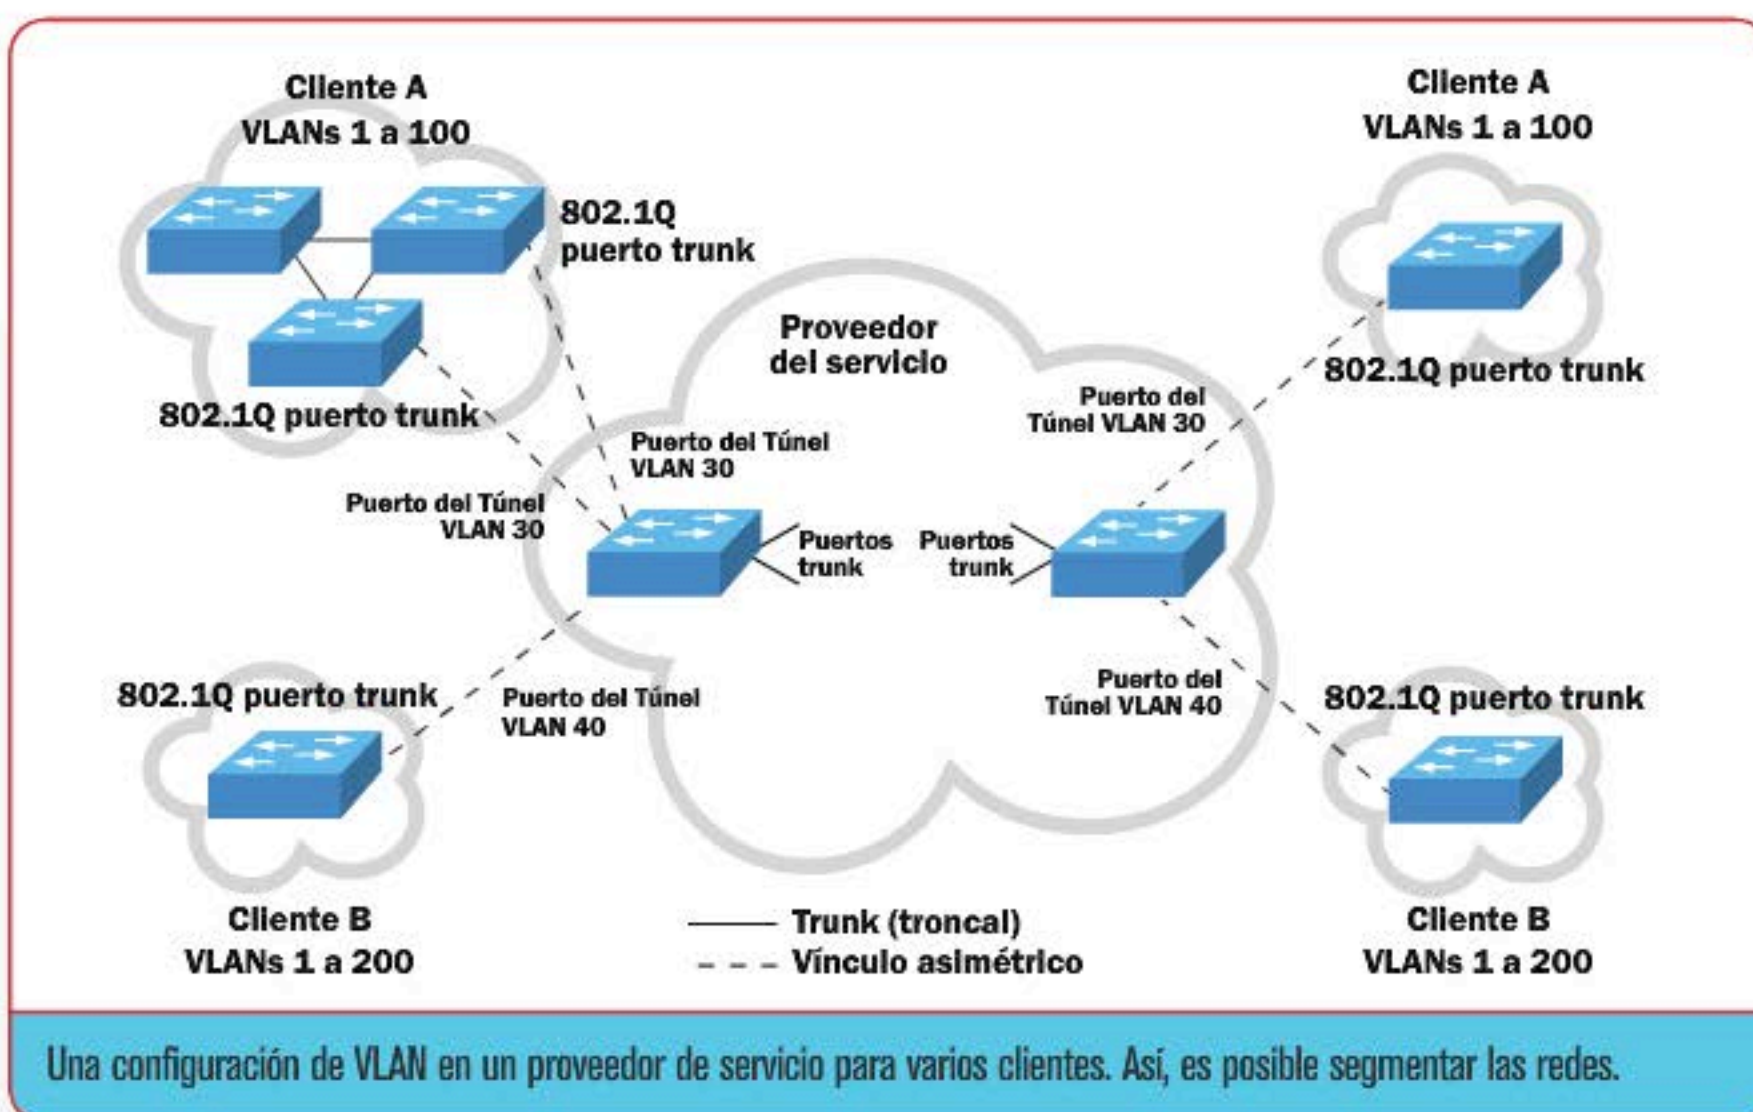 Cliente A
VLANs 1 a 100
802.1Q
puerto trunk
802.1Q puerto trunk
Cliente A
VLANs 1 a 100
802.1Q puerto trunk
Proveedor
del servicio
Puerto del
Túnel VLAN 30
Puerto del Túnel
VLAN 30
Puerto del Túnel
VLAN 30
Puertos
trunk
Puertos
trunk
802.1Q puerto trunk
Puerto del Túnel
VLAN 40
Puerto del
Túnel VLAN 40
802.1Q puerto trunk
Cliente B
VLANs 1 a 200
Trunk (troncal)
Vínculo asimétrico
Cliente B
VLANs 1 a 200
Una configuración de VLAN en un proveedor de servicio para varios clientes. Así, es posible segmentar las redes.